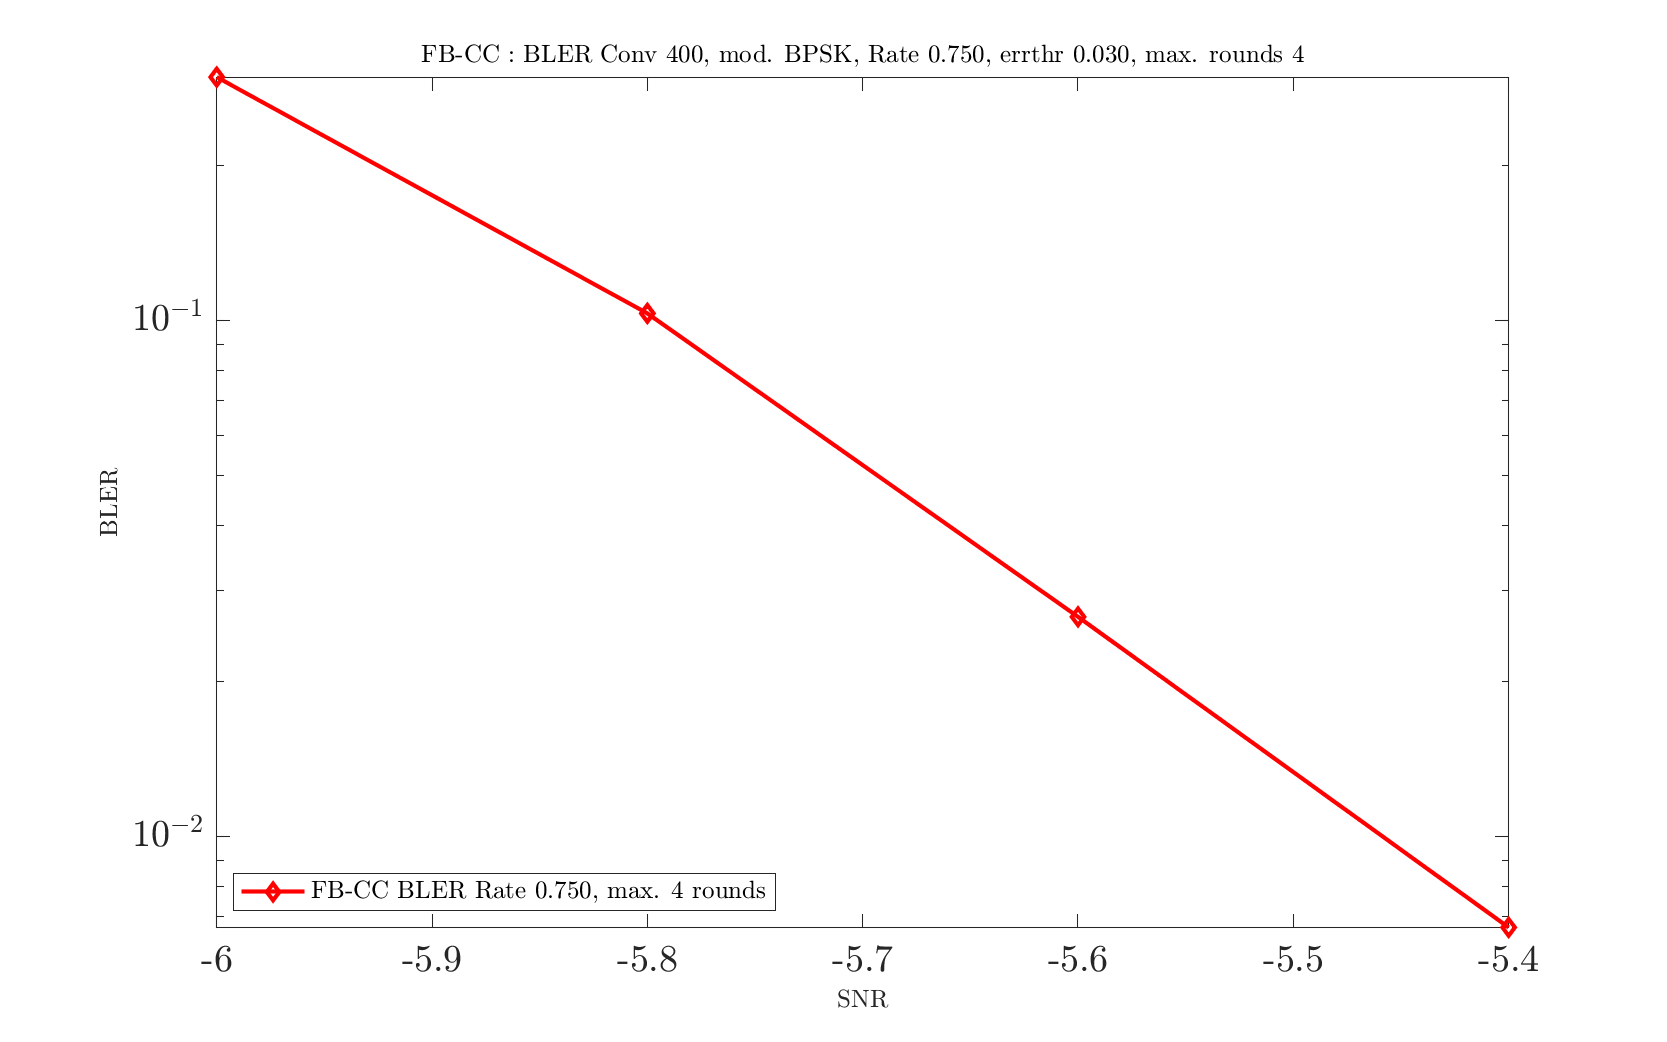 FB-CC : BLER Conv 400, mod. BPSK, Rate 0.750, errthr 0.030, max. rounds 4
BLER
10^{-1}
10^{-2}
FB-CC BLER Rate 0.750, max. 4 rounds
-6 -5.9 -5.8 -5.7 -5.6 -5.5 -5.4
SNR